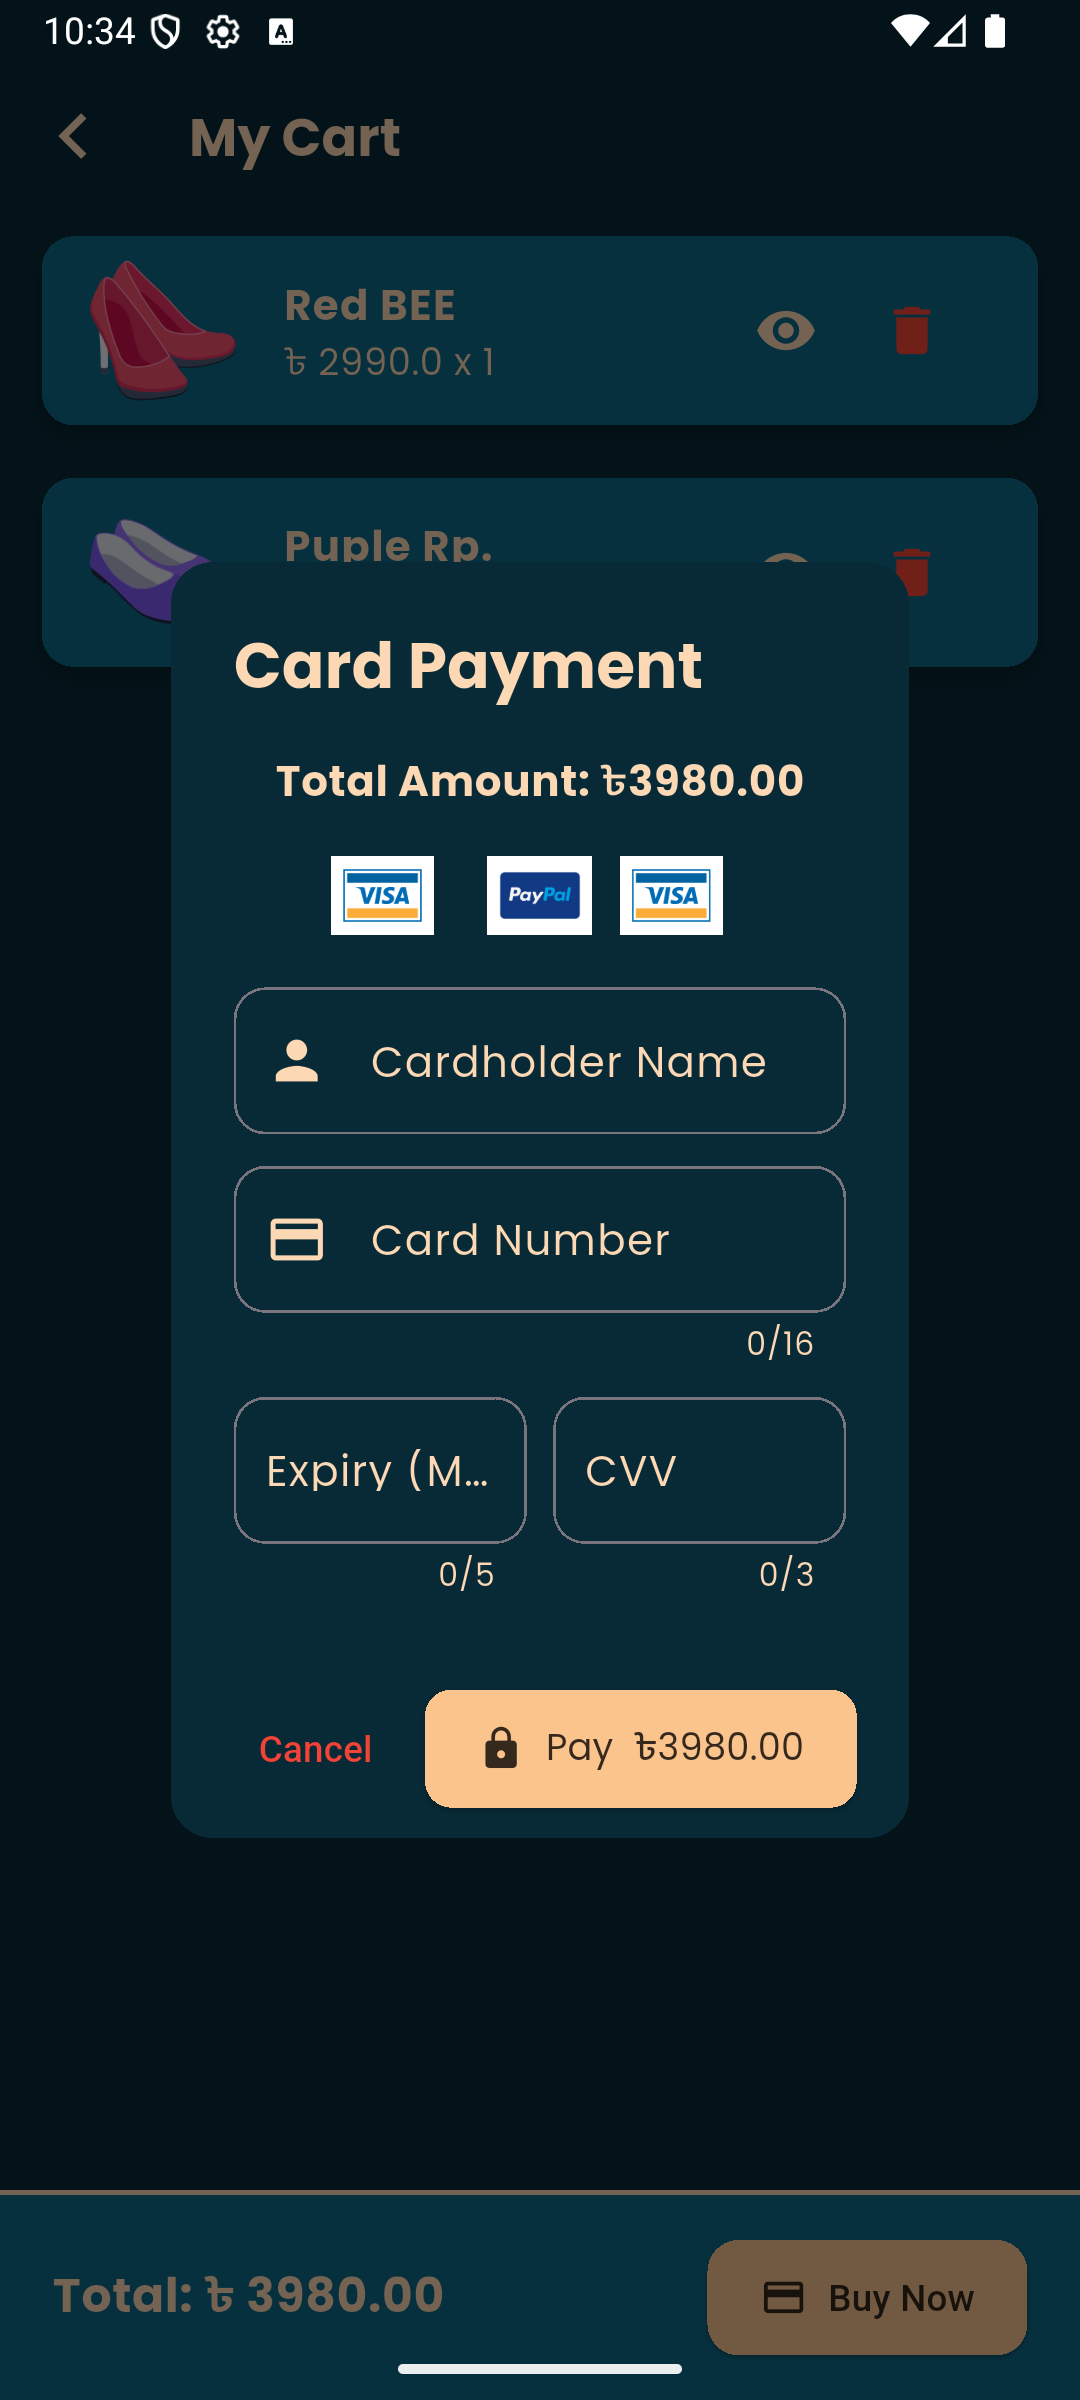 10:34
My Cart
Red BEE
৳ 2990.0 x 1
Puple Rp.
Card Payment
Total Amount: ৳3980.00
VISA PayPal VISA
Cardholder Name
Card Number
0/16
Expiry (M... CVV
0/5 0/3
Cancel Pay ৳3980.00
Total: ৳ 3980.00 Buy Now